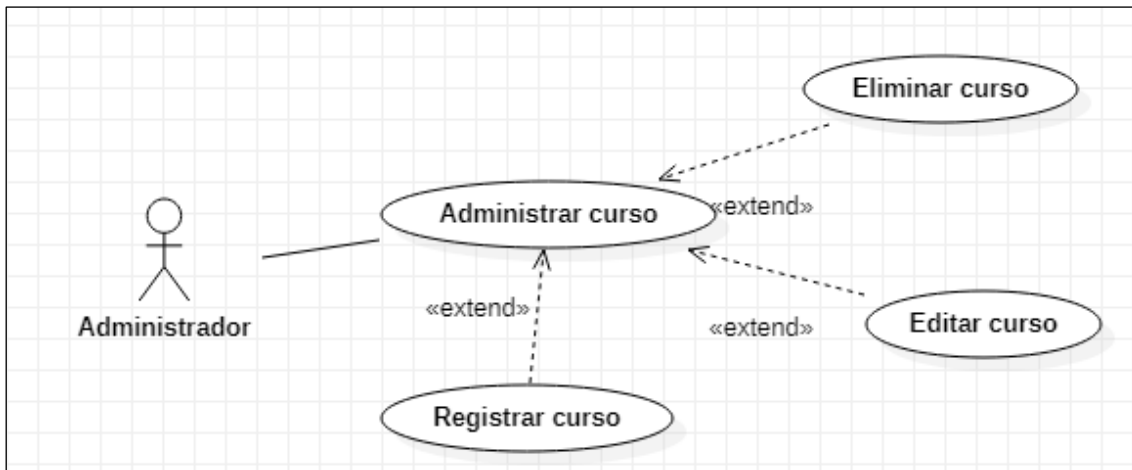 Eliminar curso
Administrar curso
«extend»
Administrador
«extend»
«extend»
Editar curso
Registrar curso